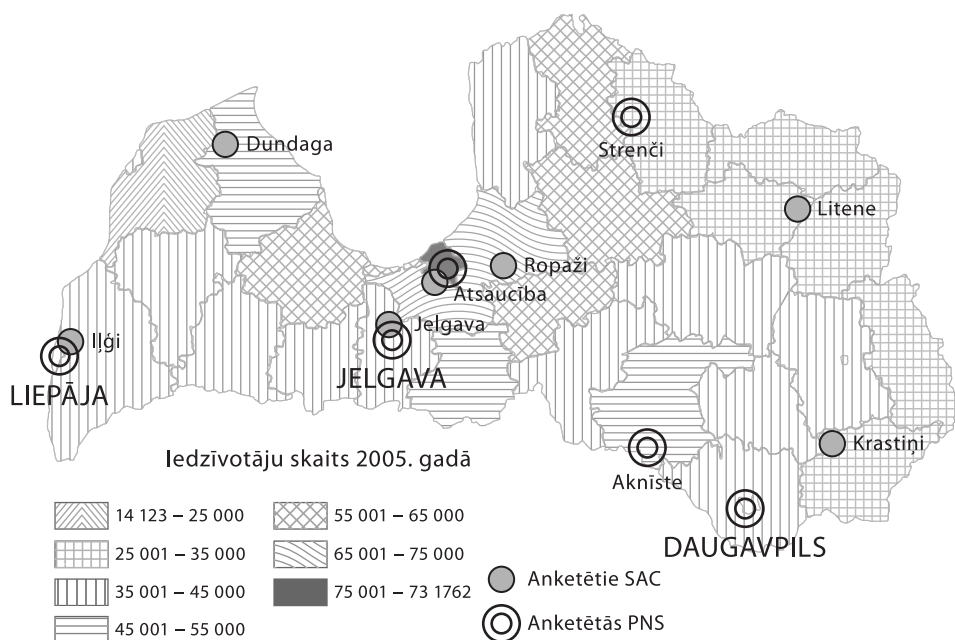 Strenči
Dundaga
Litene
Ropaži
Atsaucība
Jelgava
Iļģi
JELGAVA
LIEPĀJA
Krastiņi
Iedzīvotāju skaits 2005. gadā
Aknīste
14 123 – 25 000
55 001 – 65 000
DAUGAVPILS
25 001 – 35 000
65 001 – 75 000
35 001 – 45 000
75 001 – 73 1762
Anketētie SAC
45 001 – 55 000
Anketētās PNS